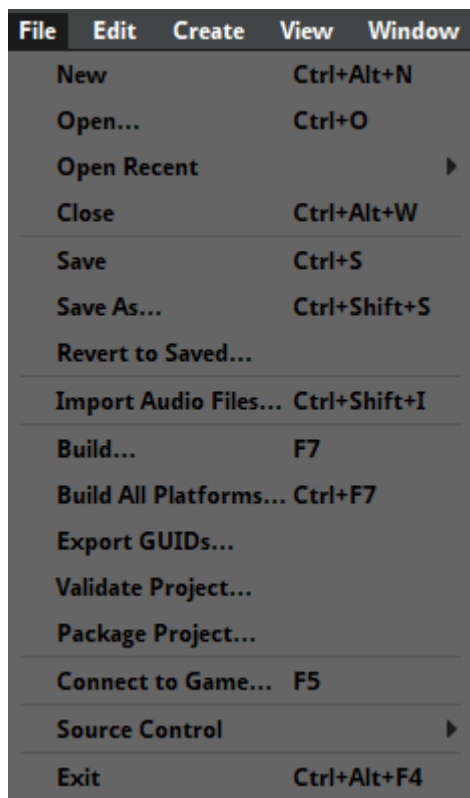 File Edit Create View Window
New Ctrl+Alt+N
Open... Ctrl+O
Open Recent
Close Ctrl+Alt+W
Save Ctrl+S
Save As... Ctrl+Shift+S
Revert to Saved...
Import Audio Files... Ctrl+Shift+I
Build... F7
Build All Platforms... Ctrl+F7
Export GUIDs...
Validate Project...
Package Project...
Connect to Game... F5
Source Control
Exit Ctrl+Alt+F4